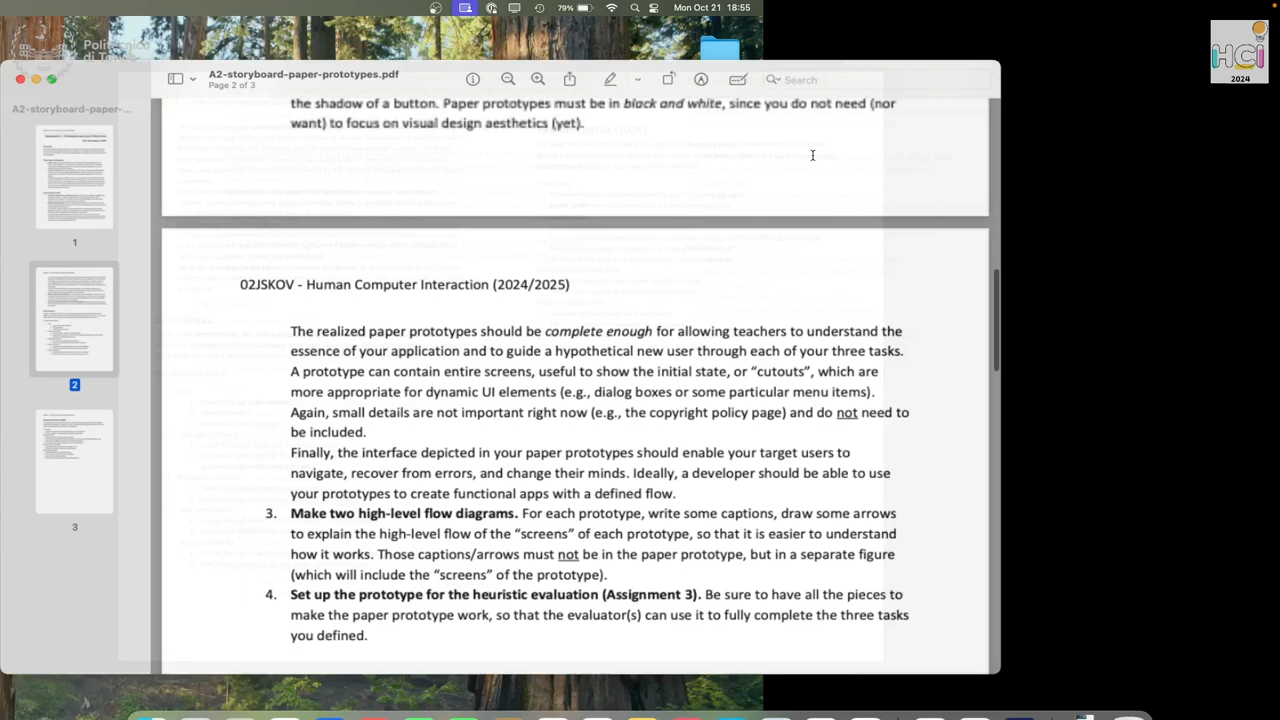 79%
Mon Oct 21 18:55
Politecnico
di Torino
HCI
2024
A2-storyboard-paper-prototypes.pdf
Page 2 of 3
Search
A2-storyboard-paper-...
1
2
3
the shadow of a button. Paper prototypes must be in black and white, since you do not need (nor
want) to focus on visual design aesthetics (yet).
02JSKOV - Human Computer Interaction (2024/2025)
The realized paper prototypes should be complete enough for allowing teachers to understand the
essence of your application and to guide a hypothetical new user through each of your three tasks.
A prototype can contain entire screens, useful to show the initial state, or “cutouts”, which are
more appropriate for dynamic UI elements (e.g., dialog boxes or some particular menu items).
Again, small details are not important right now (e.g., the copyright policy page) and do not need to
be included.
Finally, the interface depicted in your paper prototypes should enable your target users to
navigate, recover from errors, and change their minds. Ideally, a developer should be able to use
your prototypes to create functional apps with a defined flow.
3. Make two high-level flow diagrams. For each prototype, write some captions, draw some arrows
to explain the high-level flow of the “screens” of each prototype, so that it is easier to understand
how it works. Those captions/arrows must not be in the paper prototype, but in a separate figure
(which will include the “screens” of the prototype).
4. Set up the prototype for the heuristic evaluation (Assignment 3). Be sure to have all the pieces to
make the paper prototype work, so that the evaluator(s) can use it to fully complete the three tasks
you defined.